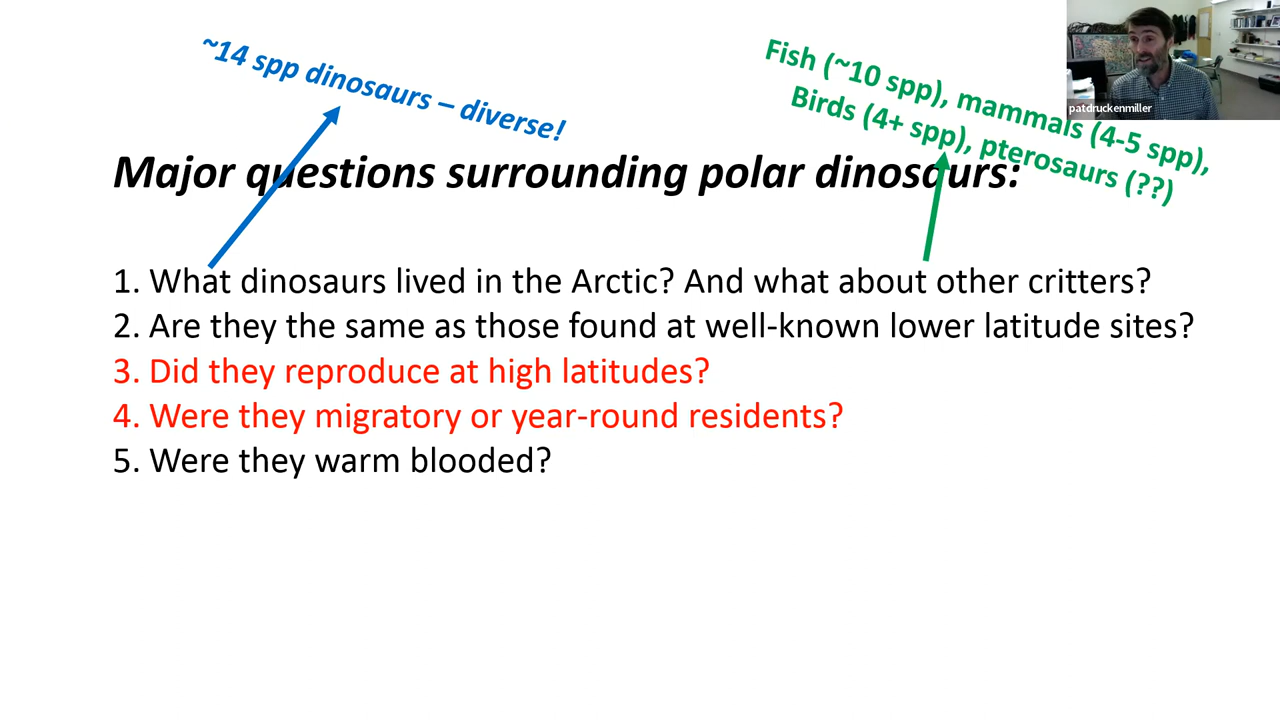 ~14 spp dinosaurs – diverse!
Fish (~10 spp), mammals (4-5 spp),
Birds (4+ spp), pterosaurs (??)
patdruckenmiller
Major questions surrounding polar dinosaurs:
1. What dinosaurs lived in the Arctic? And what about other critters?
2. Are they the same as those found at well-known lower latitude sites?
3. Did they reproduce at high latitudes?
4. Were they migratory or year-round residents?
5. Were they warm blooded?